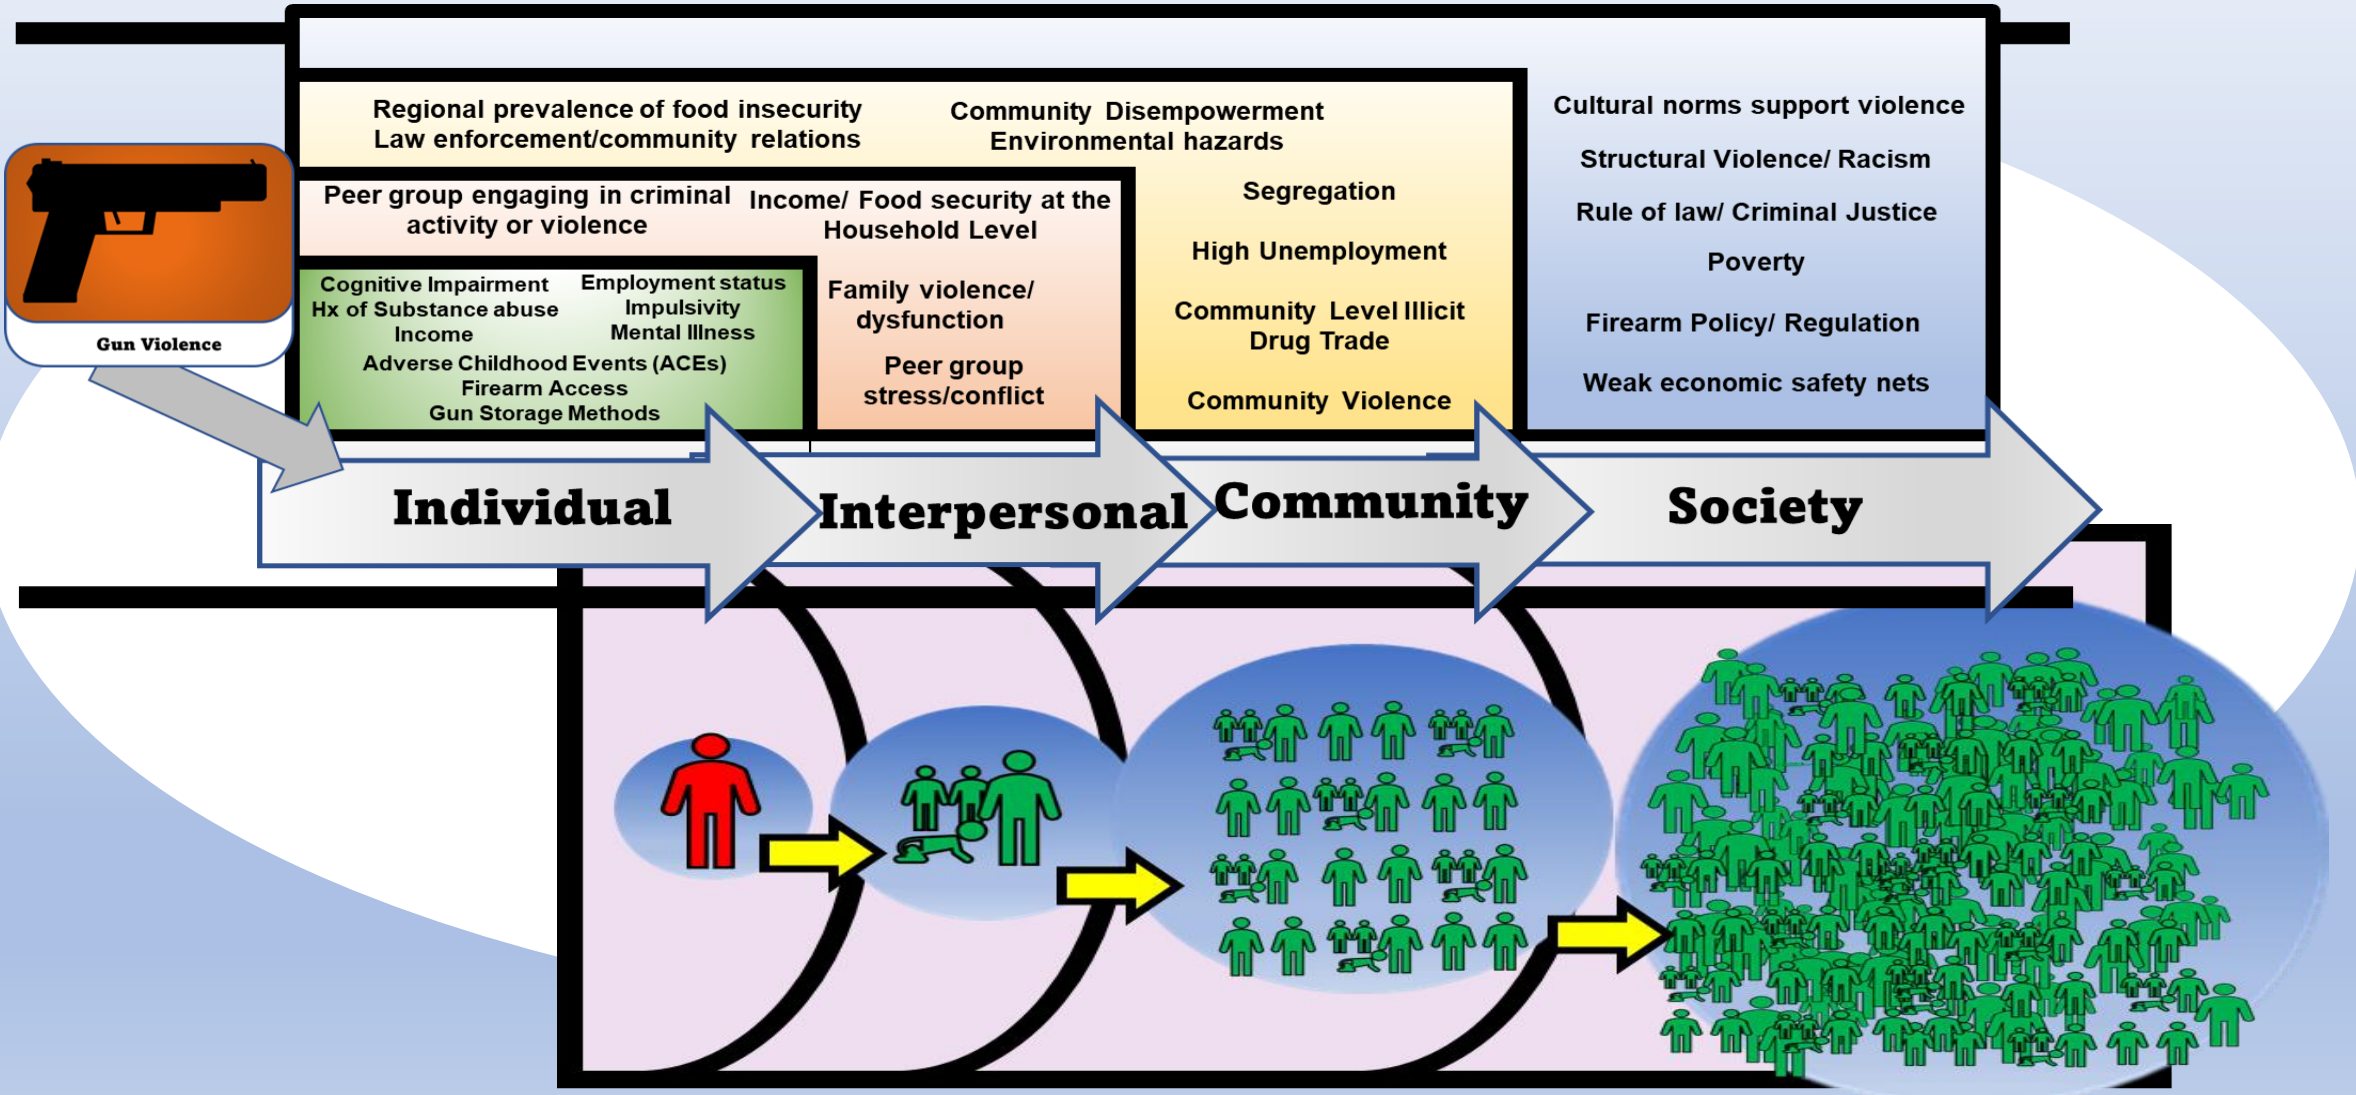 Regional prevalence of food insecurity
Law enforcement/community relations
Community Disempowerment
Environmental hazards
Segregation
High Unemployment
Community Level Illicit
Drug Trade
Community Violence
Cultural norms support violence
Structural Violence/ Racism
Rule of law/ Criminal Justice
Poverty
Firearm Policy/ Regulation
Weak economic safety nets
Peer group engaging in criminal
activity or violence
Income/ Food security at the
Household Level
Family violence/
dysfunction
Peer group
stress/conflict
Cognitive Impairment
Hx of Substance abuse
Income
Employment status
Impulsivity
Mental Illness
Adverse Childhood Events (ACEs)
Firearm Access
Gun Storage Methods
Gun Violence
Individual
Interpersonal
Community
Society